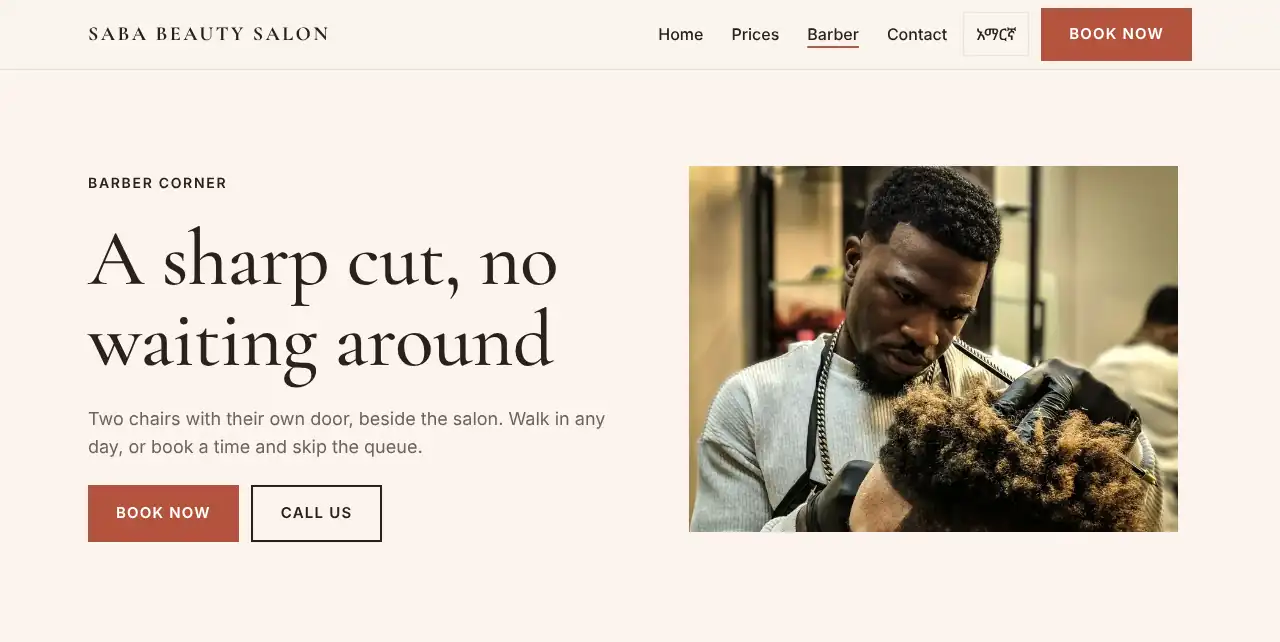 SABA BEAUTY SALON
Home
Prices
Barber
Contact
አማርኛ
BOOK NOW
BARBER CORNER
A sharp cut, no
waiting around
Two chairs with their own door, beside the salon. Walk in any
day, or book a time and skip the queue.
BOOK NOW
CALL US